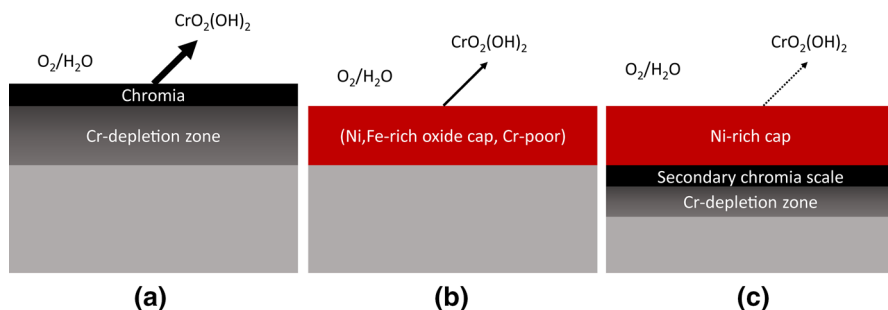 CrO₂(OH)₂
O₂/H₂O
Chromia
Cr-depletion zone
(a)
CrO₂(OH)₂
O₂/H₂O
(Ni,Fe-rich oxide cap, Cr-poor)
(b)
CrO₂(OH)₂
O₂/H₂O
Ni-rich cap
Secondary chromia scale
Cr-depletion zone
(c)